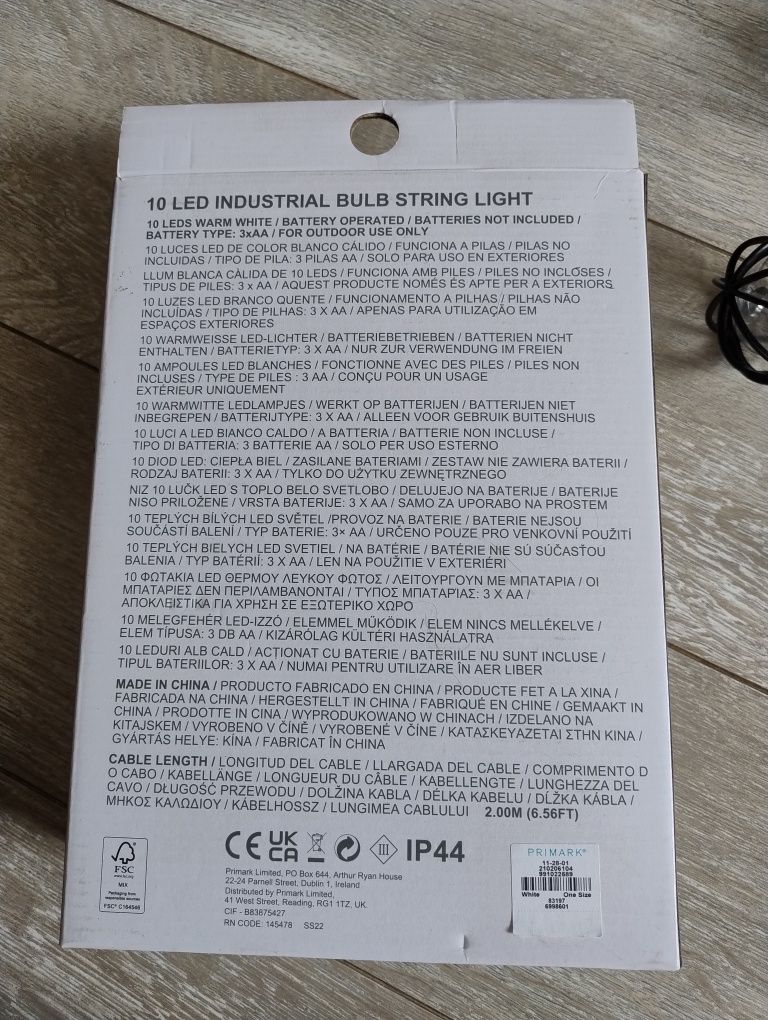 10 LED INDUSTRIAL BULB STRING LIGHT
10 LEDS WARM WHITE / BATTERY OPERATED / BATTERIES NOT INCLUDED /
BATTERY TYPE: 3xAA / FOR OUTDOOR USE ONLY
10 LUCES LED DE COLOR BLANCO CÁLIDO / FUNCIONA A PILAS / PILAS NO
INCLUIDAS / TIPO DE PILA: 3 PILAS AA / SOLO PARA USO EN EXTERIORES
LLUM BLANCA CÀLIDA DE 10 LEDS / FUNCIONA AMB PILES / PILES NO INCLOSES /
TIPUS DE PILES: 3 x AA / AQUEST PRODUCTE NOMÉS ÉS APTE PER A EXTERIORS
10 LUZES LED BRANCO QUENTE / FUNCIONAMENTO A PILHAS / PILHAS NÃO
INCLUÍDAS / TIPO DE PILHAS: 3 X AA / APENAS PARA UTILIZAÇÃO EM
ESPAÇOS EXTERIORES
10 WARMWEISSE LED-LICHTER / BATTERIEBETRIEBEN / BATTERIEN NICHT
ENTHALTEN / BATTERIETYP: 3 X AA / NUR ZUR VERWENDUNG IM FREIEN
10 AMPOULES LED BLANCHES / FONCTIONNE AVEC DES PILES / PILES NON
INCLUSES / TYPE DE PILES : 3 AA / CONÇU POUR UN USAGE
EXTÉRIEUR UNIQUEMENT
10 WARMWITTE LEDLAMPJES / WERKT OP BATTERIJEN / BATTERIJEN NIET
INBEGREPEN / BATTERIJTYPE: 3 X AA / ALLEEN VOOR GEBRUIK BUITENSHUIS
10 LUCI A LED BIANCO CALDO / A BATTERIA / BATTERIE NON INCLUSE /
TIPO DI BATTERIA: 3 BATTERIE AA / SOLO PER USO ESTERNO
10 DIOD LED: CIEPŁA BIEL / ZASILANE BATERIAMI / ZESTAW NIE ZAWIERA BATERII /
RODZAJ BATERII: 3 X AA / TYLKO DO UŻYTKU ZEWNĘTRZNEGO
NIZ 10 LUČK LED S TOPLO BELO SVETLOBO / DELUJEJO NA BATERIJE / BATERIJE
NISO PRILOŽENE / VRSTA BATERIJE: 3 X AA / SAMO ZA UPORABO NA PROSTEM
10 TEPLÝCH BÍLÝCH LED SVĚTEL /PROVOZ NA BATERIE / BATERIE NEJSOU
SOUČÁSTÍ BALENÍ / TYP BATERIE: 3× AA / URČENO POUZE PRO VENKOVNÍ POUŽITÍ
10 TEPLÝCH BIELYCH LED SVETIEL / NA BATÉRIE / BATÉRIE NIE SÚ SÚČASŤOU
BALENIA / TYP BATÉRIÍ: 3 X AA / LEN NA POUŽITIE V EXTERIÉRI
10 ΦΩΤΑΚΙΑ LED ΘΕΡΜΟΥ ΛΕΥΚΟΥ ΦΩΤΟΣ / ΛΕΙΤΟΥΡΓΟΥΝ ΜΕ ΜΠΑΤΑΡΙΑ / ΟΙ
ΜΠΑΤΑΡΙΕΣ ΔΕΝ ΠΕΡΙΛΑΜΒΑΝΟΝΤΑΙ / ΤΥΠΟΣ ΜΠΑΤΑΡΙΑΣ: 3 X AA /
ΑΠΟΚΛΕΙΣΤΙΚΑ ΓΙΑ ΧΡΗΣΗ ΣΕ ΕΞΩΤΕΡΙΚΟ ΧΩΡΟ
10 MELEGFEHÉR LED-IZZÓ / ELEMMEL MŰKÖDIK / ELEM NINCS MELLÉKELVE /
ELEM TÍPUSA: 3 DB AA / KIZÁRÓLAG KÜLTÉRI HASZNÁLATRA
10 LEDURI ALB CALD / ACȚIONAT CU BATERIE / BATERIILE NU SUNT INCLUSE /
TIPUL BATERIILOR: 3 X AA / NUMAI PENTRU UTILIZARE ÎN AER LIBER
MADE IN CHINA / PRODUCTO FABRICADO EN CHINA / PRODUCTE FET A LA XINA /
FABRICADA NA CHINA / HERGESTELLT IN CHINA / FABRIQUÉ EN CHINE / GEMAAKT IN
CHINA / PRODOTTE IN CINA / WYPRODUKOWANO W CHINACH / IZDELANO NA
KITAJSKEM / VYROBENO V ČÍNĚ / VYROBENÉ V ČÍNE / ΚΑΤΑΣΚΕΥΑΖΕΤΑΙ ΣΤΗΝ ΚΙΝΑ /
GYÁRTÁS HELYE: KÍNA / FABRICAT ÎN CHINA
CABLE LENGTH / LONGITUD DEL CABLE / LLARGADA DEL CABLE / COMPRIMENTO D
O CABO / KABELLÄNGE / LONGUEUR DU CÂBLE / KABELLENGTE / LUNGHEZZA DEL
CAVO / DŁUGOŚĆ PRZEWODU / DOLŽINA KABLA / DÉLKA KABELU / DĹŽKA KÁBLA /
ΜΗΚΟΣ ΚΑΛΩΔΙΟΥ / KÁBELHOSSZ / LUNGIMEA CABLULUI 2.00M (6.56FT)
CE UK CA III IP44
FSC
www.fsc.org
MIX
Packaging from
responsible sources
FSC® C164546
Primark Limited, PO Box 644, Arthur Ryan House
22-24 Parnell Street, Dublin 1, Ireland
Distributed by Primark Limited,
41 West Street, Reading, RG1 1TZ, UK.
CIF - B83875427
RN CODE: 145478 SS22
PRIMARK®
11-28-01
210206104
991022689
White One Size
83197
6998601